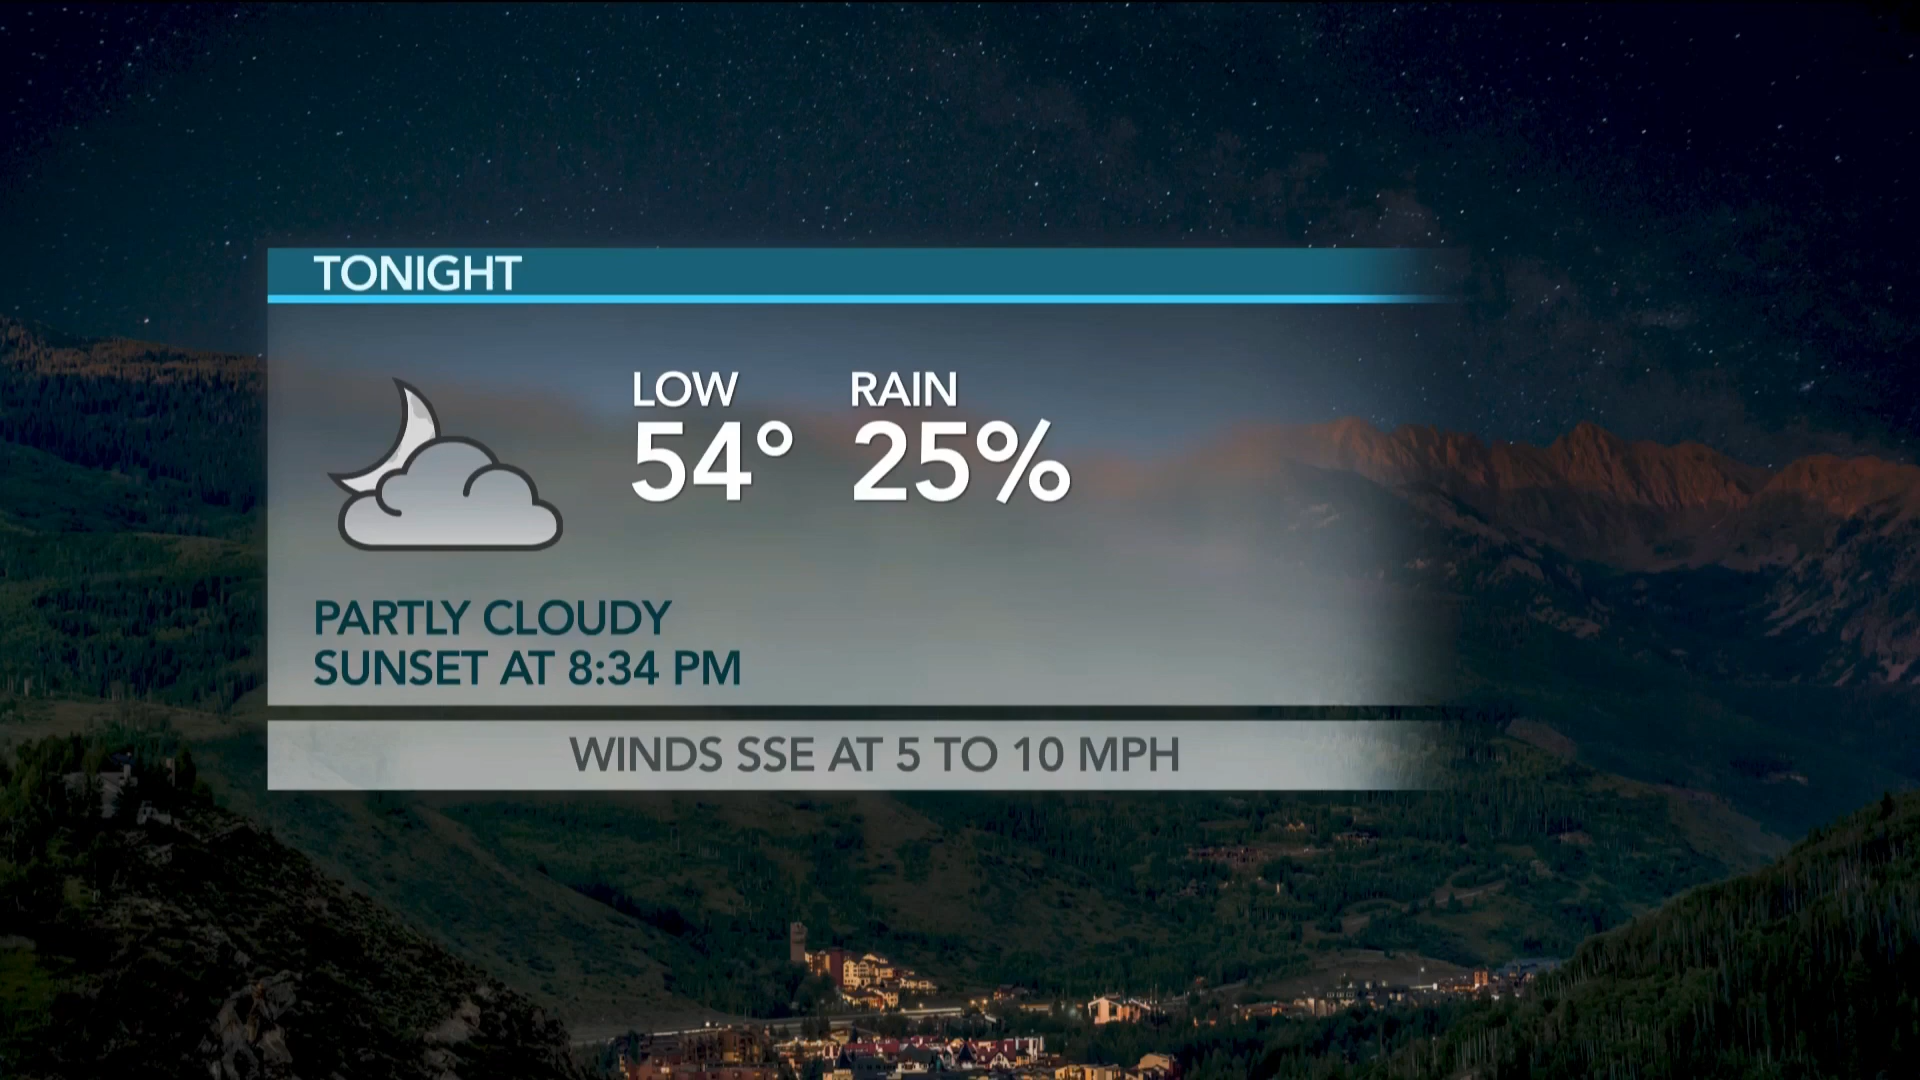 TONIGHT
LOW RAIN
54° 25%
PARTLY CLOUDY
SUNSET AT 8:34 PM
WINDS SSE AT 5 TO 10 MPH